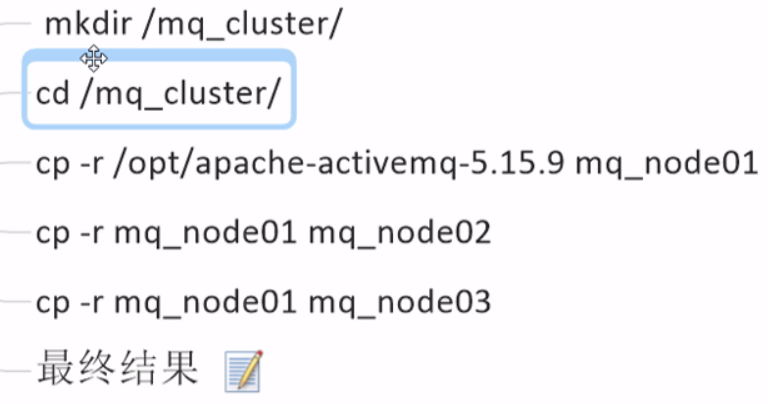 mkdir /mq_cluster/
cd /mq_cluster/
cp -r /opt/apache-activemq-5.15.9 mq_node01
cp -r mq_node01 mq_node02
cp -r mq_node01 mq_node03
最终结果